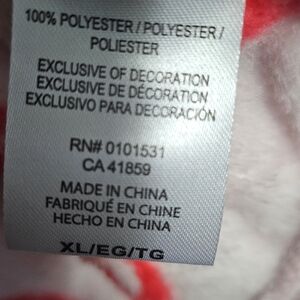 100% POLYESTER / POLYESTER /
POLIESTER
EXCLUSIVE OF DECORATION
EXCLUSIVE DE DÉCORATION
EXCLUSIVO PARA DECORACIÓN
RN# 0101531
CA 41859
MADE IN CHINA
FABRIQUÉ EN CHINE
HECHO EN CHINA
XL/EG/TG